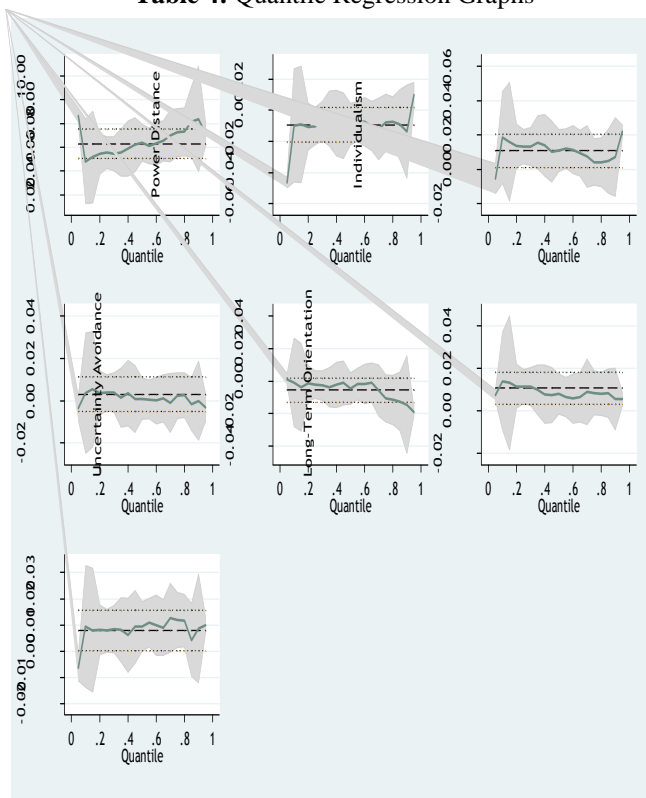 Table 4: Quantile Regression Graphs
Power Distance
Individualism
-0.02 0.00 0.02 0.04 0.06
0 .2 .4 .6 .8 1
Quantile
0 .2 .4 .6 .8 1
Quantile
0 .2 .4 .6 .8 1
Quantile
Uncertainty Avoidance
Long-Term Orientation
-0.02 0.00 0.02 0.04
-0.02 0.00 0.02 0.04
0 .2 .4 .6 .8 1
Quantile
0 .2 .4 .6 .8 1
Quantile
0 .2 .4 .6 .8 1
Quantile
0 .2 .4 .6 .8 1
Quantile